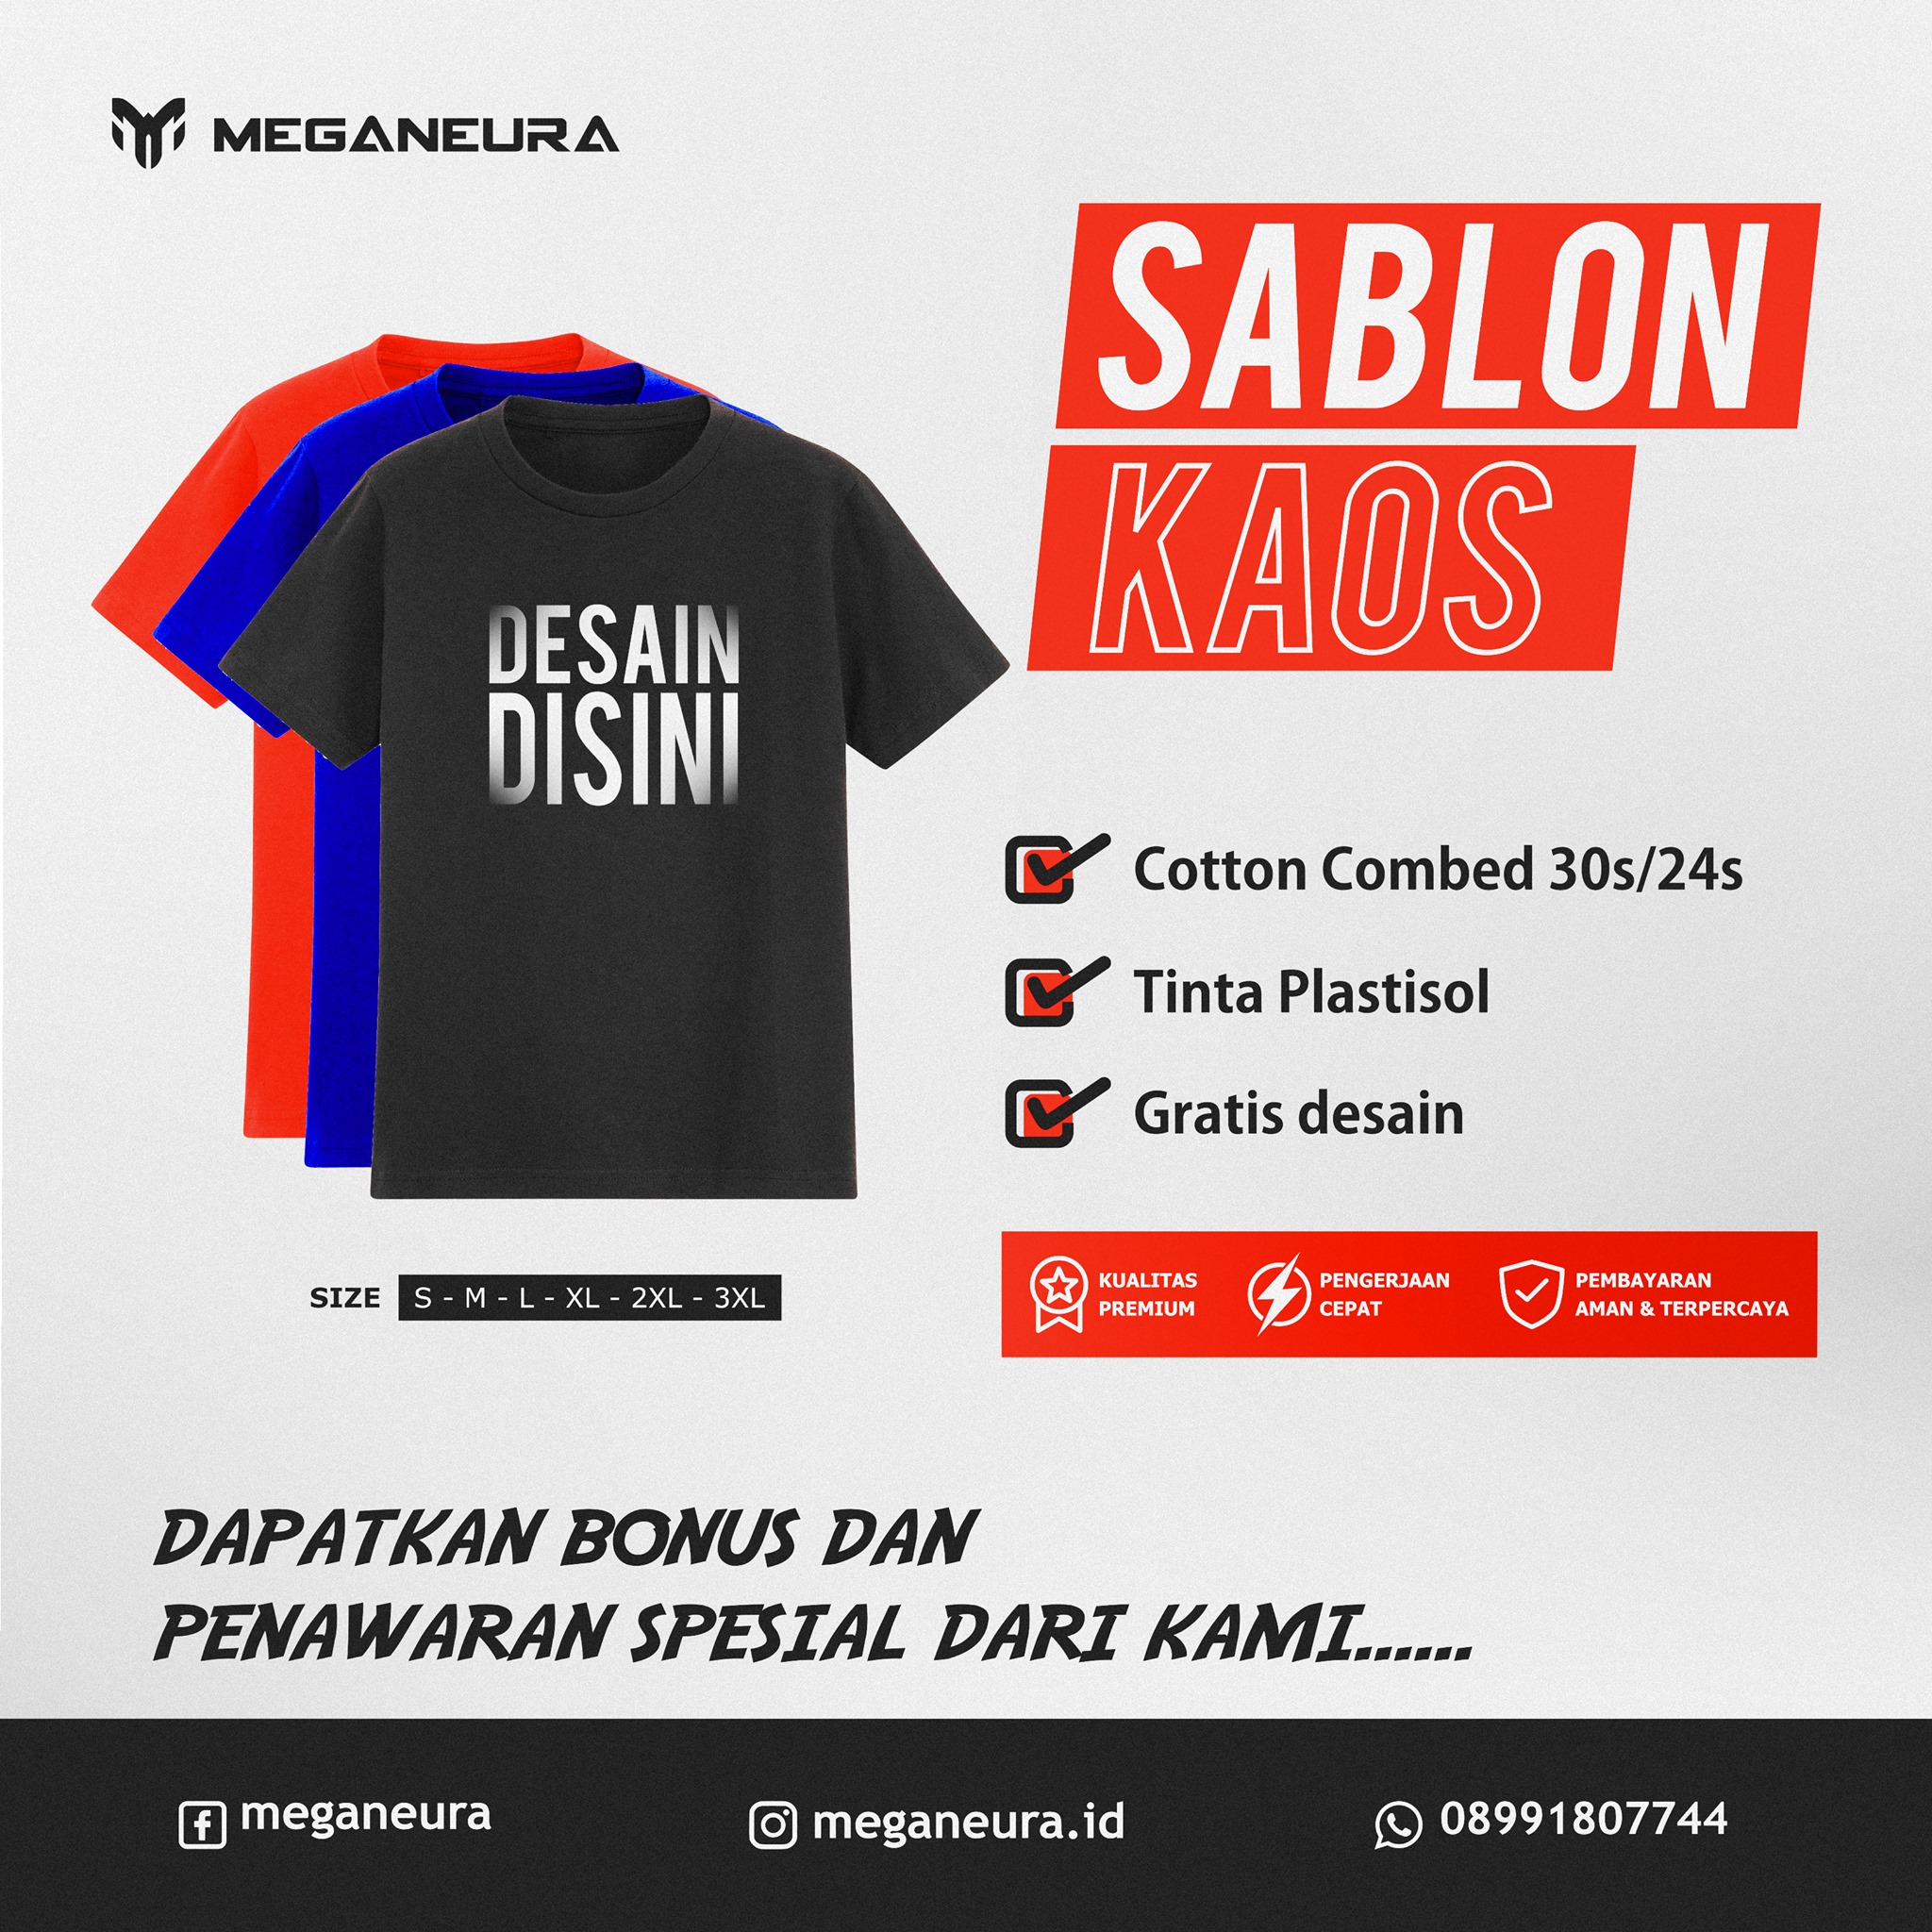 MEGANEURA
SABLON
KAOS
DESAIN
DISINI
Cotton Combed 30s/24s
Tinta Plastisol
Gratis desain
SIZE S - M - L - XL - 2XL - 3XL
KUALITAS
PREMIUM
PENGERJAAN
CEPAT
PEMBAYARAN
AMAN & TERPERCAYA
DAPATKAN BONUS DAN
PENAWARAN SPESIAL DARI KAMI......
meganeura
meganeura.id
08991807744